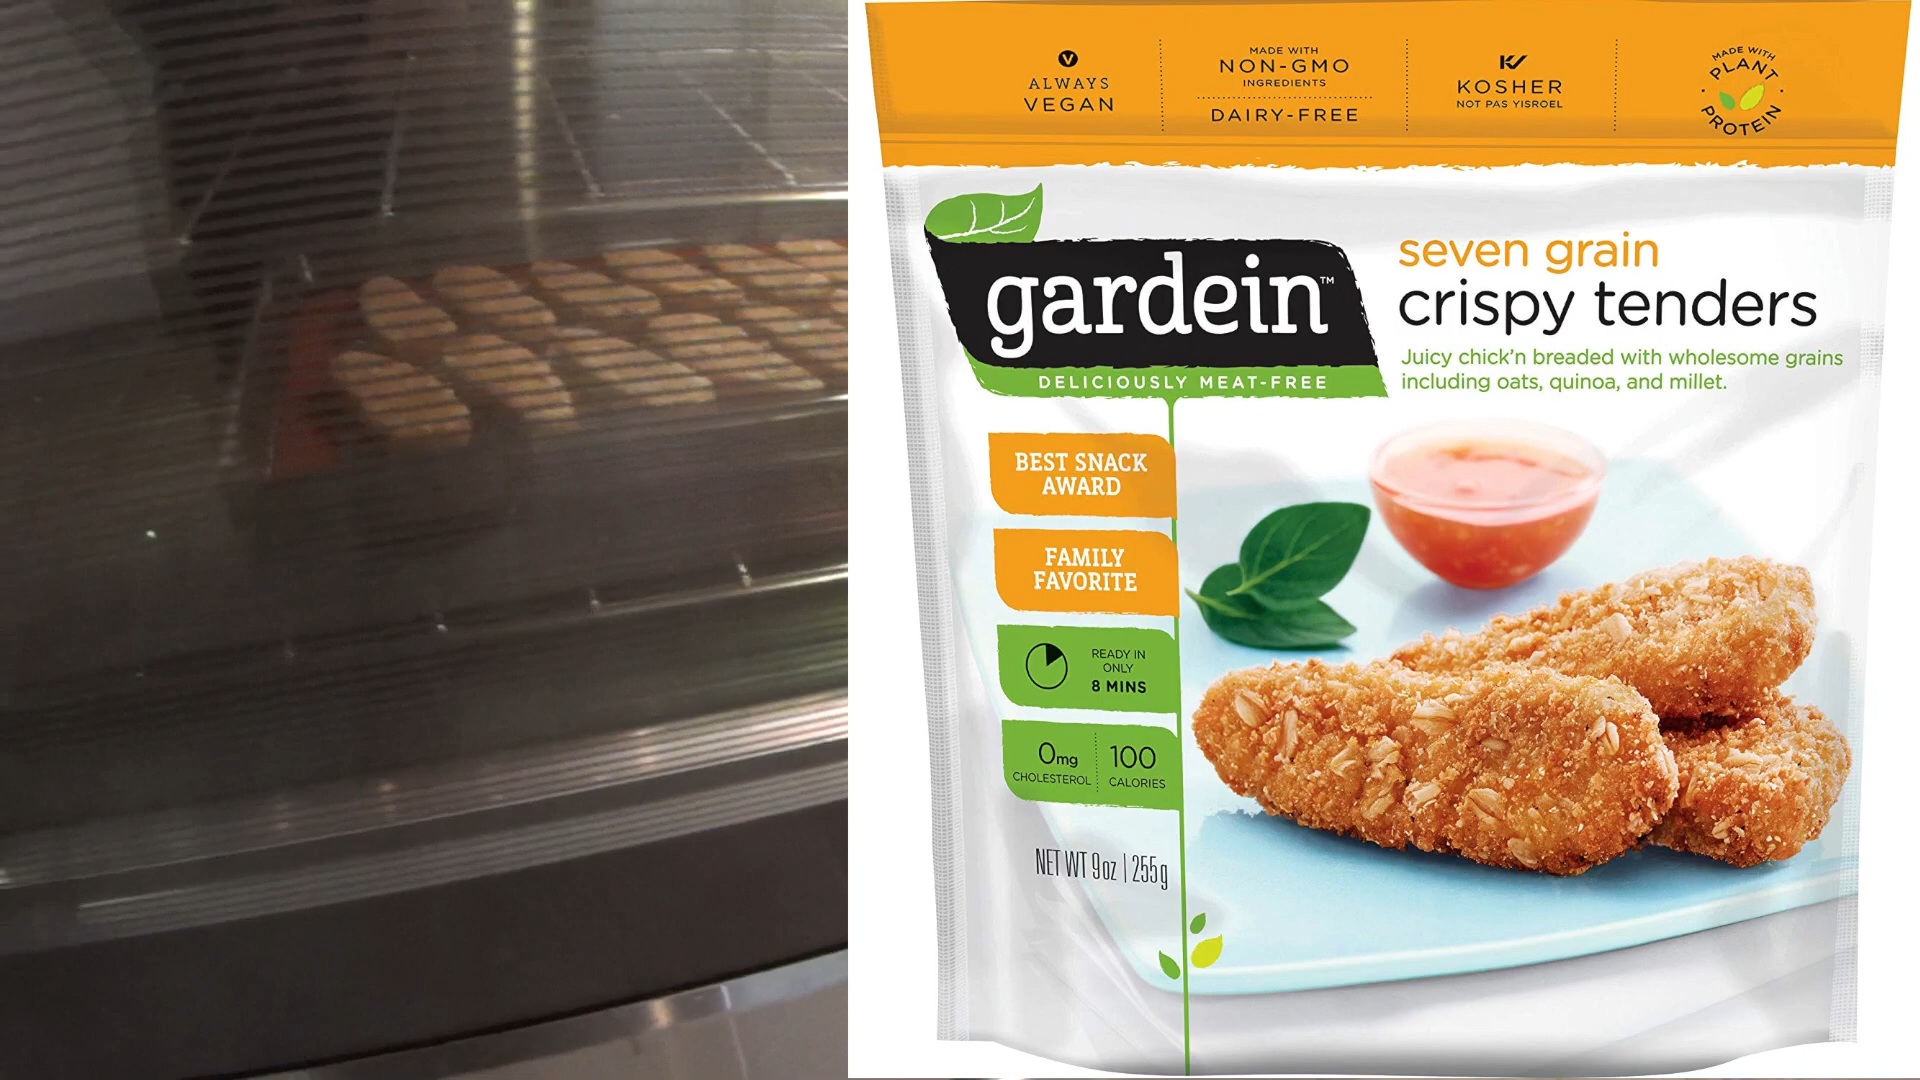 ALWAYS
VEGAN
MADE WITH
NON-GMO
INGREDIENTS
DAIRY-FREE
KOSHER
NOT PAS YISROEL
MADE WITH
PLANT
PROTEIN
gardein™
DELICIOUSLY MEAT-FREE
seven grain
crispy tenders
Juicy chick'n breaded with wholesome grains
including oats, quinoa, and millet.
BEST SNACK
AWARD
FAMILY
FAVORITE
READY IN
ONLY
8 MINS
0mg
CHOLESTEROL
100
CALORIES
NET WT 9oz | 255g